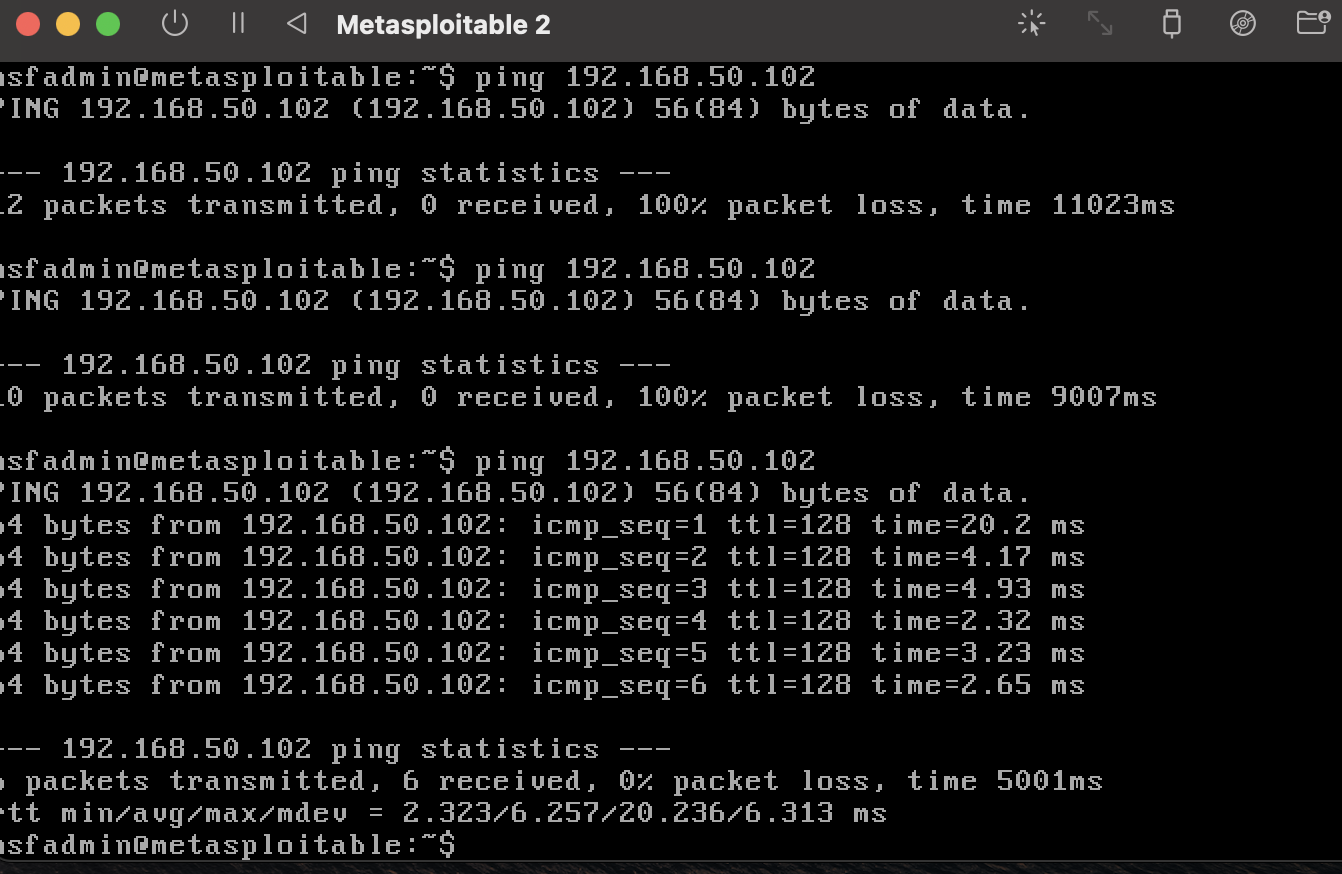 Metasploitable 2
msfadmin@metasploitable:~$ ping 192.168.50.102
PING 192.168.50.102 (192.168.50.102) 56(84) bytes of data.
--- 192.168.50.102 ping statistics ---
12 packets transmitted, 0 received, 100% packet loss, time 11023ms
msfadmin@metasploitable:~$ ping 192.168.50.102
PING 192.168.50.102 (192.168.50.102) 56(84) bytes of data.
--- 192.168.50.102 ping statistics ---
10 packets transmitted, 0 received, 100% packet loss, time 9007ms
msfadmin@metasploitable:~$ ping 192.168.50.102
PING 192.168.50.102 (192.168.50.102) 56(84) bytes of data.
64 bytes from 192.168.50.102: icmp_seq=1 ttl=128 time=20.2 ms
64 bytes from 192.168.50.102: icmp_seq=2 ttl=128 time=4.17 ms
64 bytes from 192.168.50.102: icmp_seq=3 ttl=128 time=4.93 ms
64 bytes from 192.168.50.102: icmp_seq=4 ttl=128 time=2.32 ms
64 bytes from 192.168.50.102: icmp_seq=5 ttl=128 time=3.23 ms
64 bytes from 192.168.50.102: icmp_seq=6 ttl=128 time=2.65 ms
--- 192.168.50.102 ping statistics ---
6 packets transmitted, 6 received, 0% packet loss, time 5001ms
rtt min/avg/max/mdev = 2.323/6.257/20.236/6.313 ms
msfadmin@metasploitable:~$